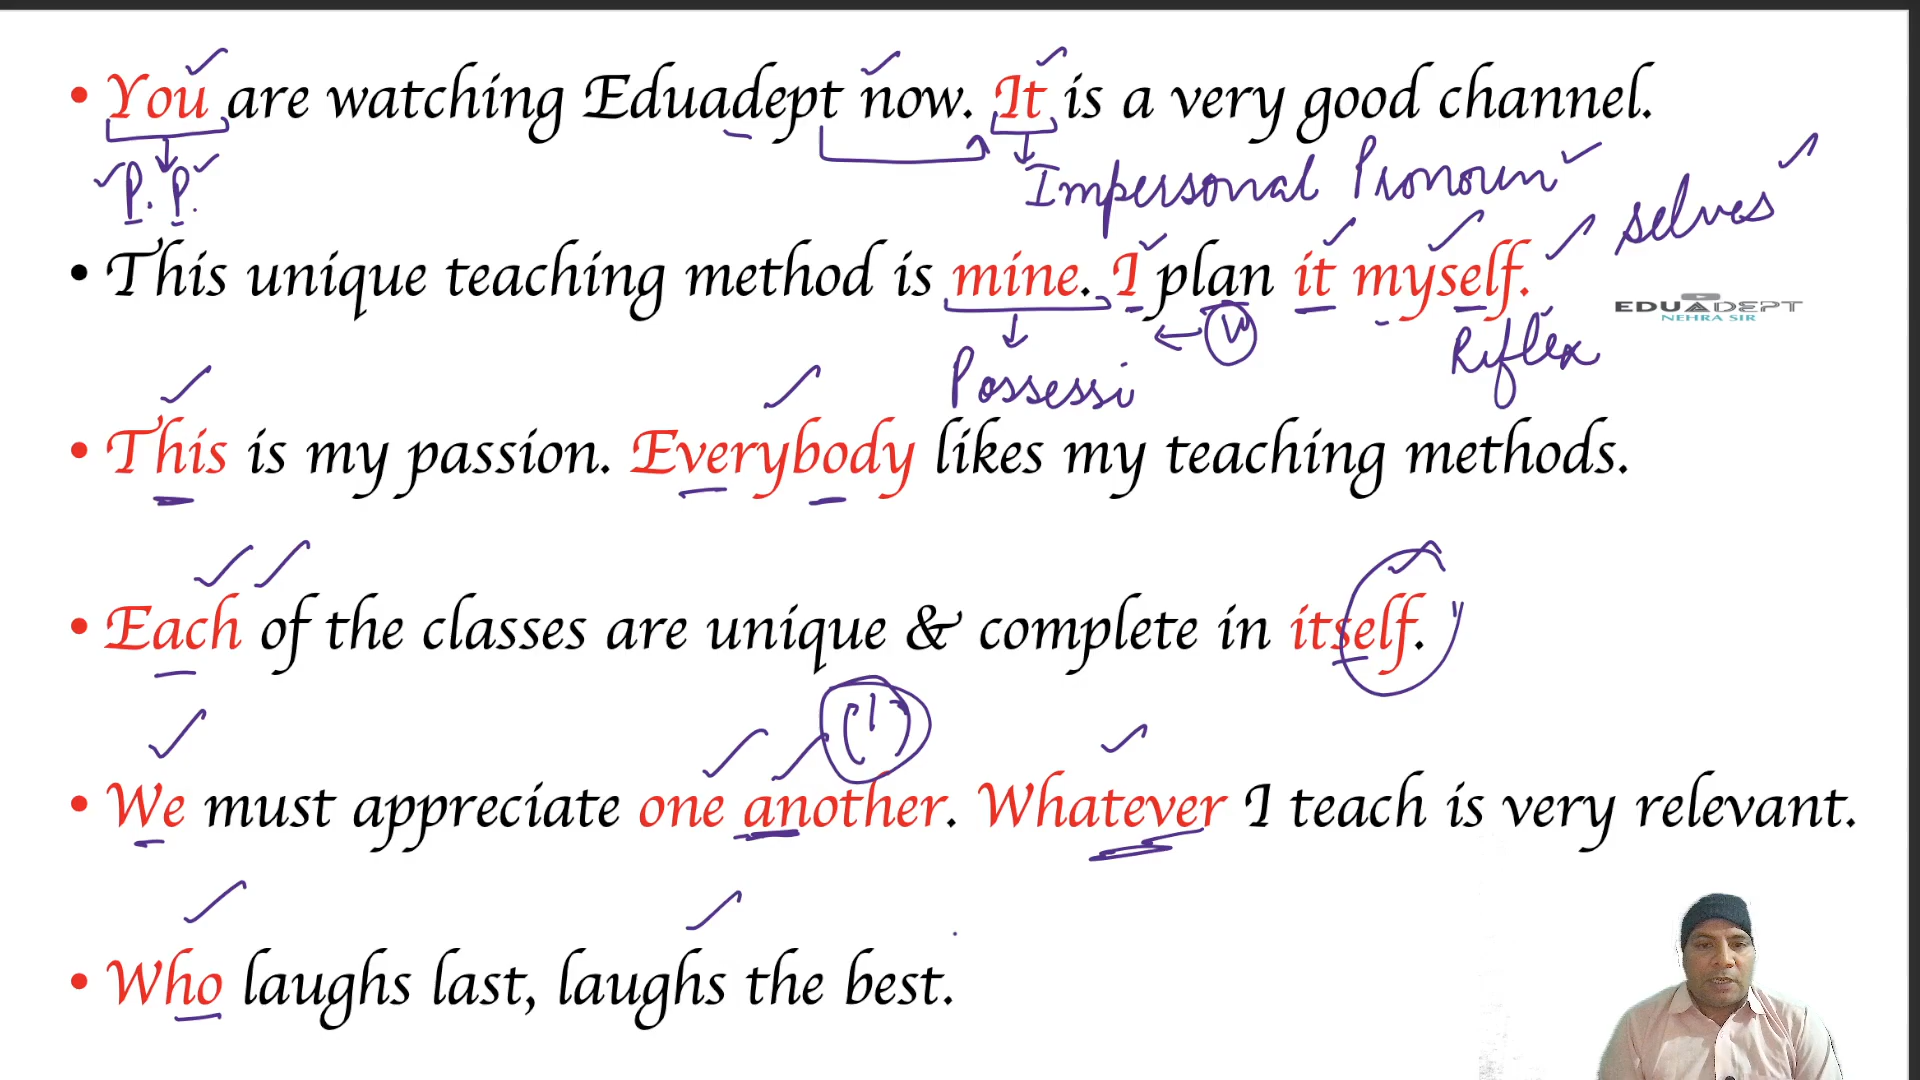 • You are watching Eduadept now. It is a very good channel.
P. P.
Impersonal Pronoun
selves
• This unique teaching method is mine. I plan it myself.
EDUADEPT
NEHRA SIR
V
Possessi
Riflex
• This is my passion. Everybody likes my teaching methods.
• Each of the classes are unique & complete in itself.
• We must appreciate one another. Whatever I teach is very relevant.
• Who laughs last, laughs the best.